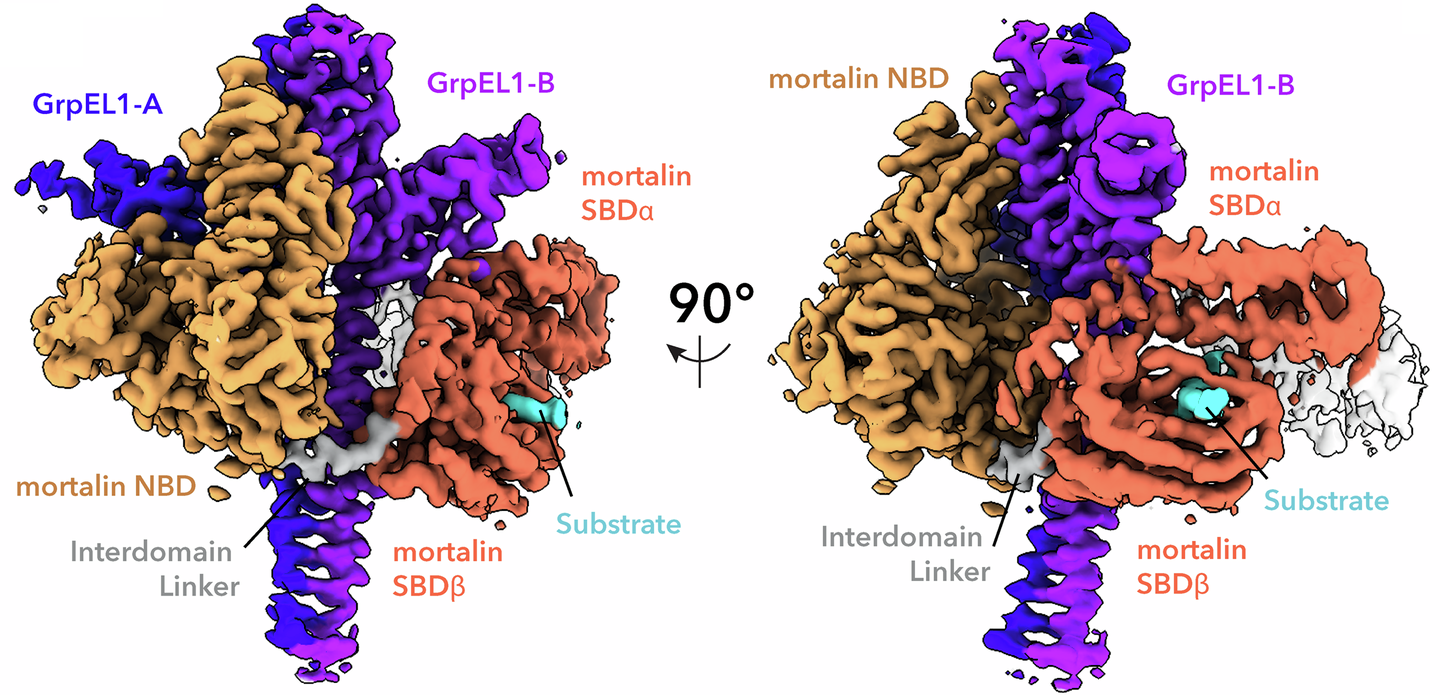 GrpEL1-A
GrpEL1-B
mortalin
SBDα
mortalin NBD
Interdomain
Linker
mortalin
SBDβ
Substrate
90°
mortalin NBD
GrpEL1-B
mortalin
SBDα
Substrate
Interdomain
Linker
mortalin
SBDβ